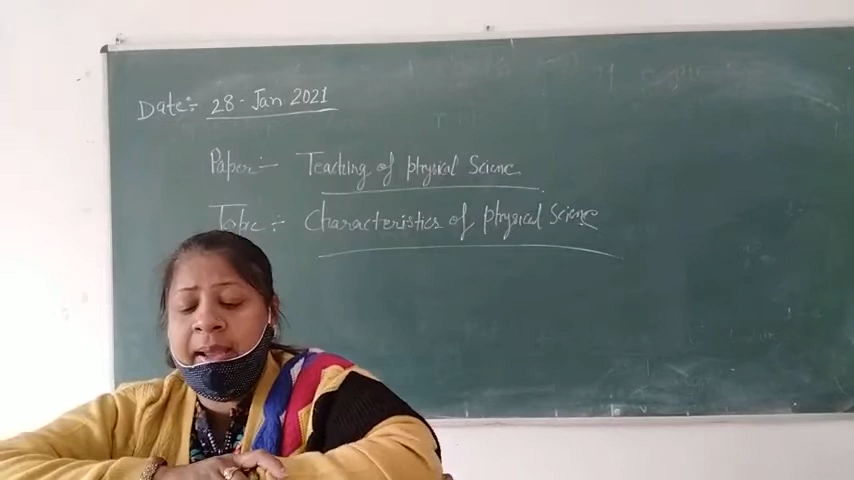 Date:- 28 - Jan 2021
Paper:- Teaching of physical Science
Topic:- Characteristics of physical Science